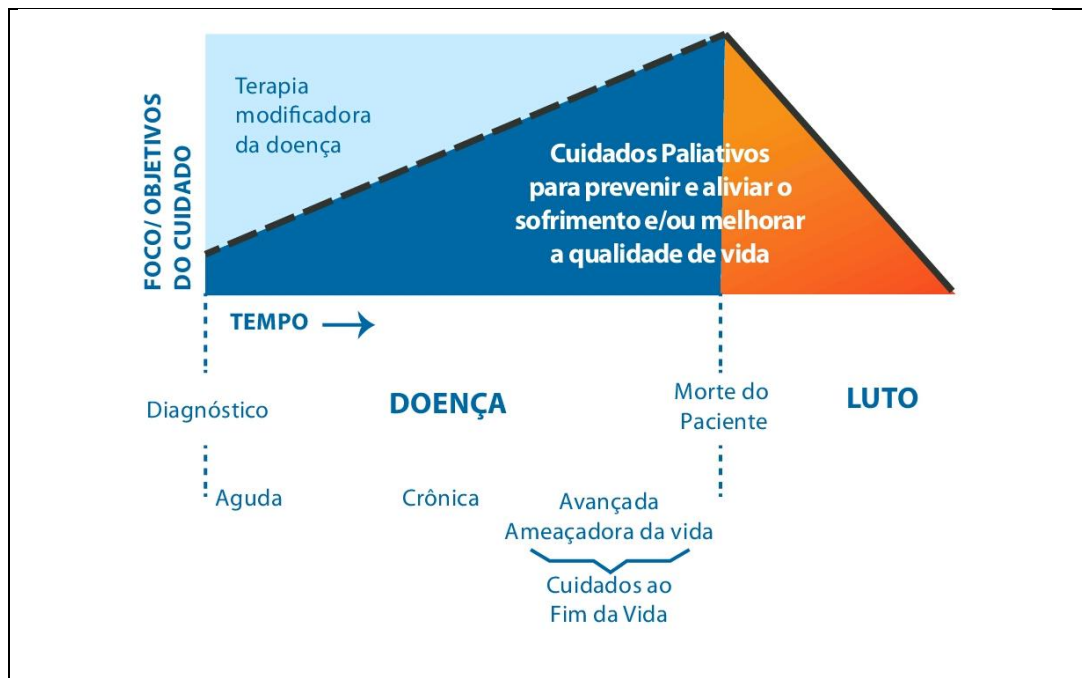 FOCO/ OBJETIVOS
DO CUIDADO
Terapia
modificadora
da doença
Cuidados Paliativos
para prevenir e aliviar o
sofrimento e/ou melhorar
a qualidade de vida
TEMPO
Diagnóstico
DOENÇA
Morte do
Paciente
LUTO
Aguda
Crônica
Avançada
Ameaçadora da vida
Cuidados ao
Fim da Vida